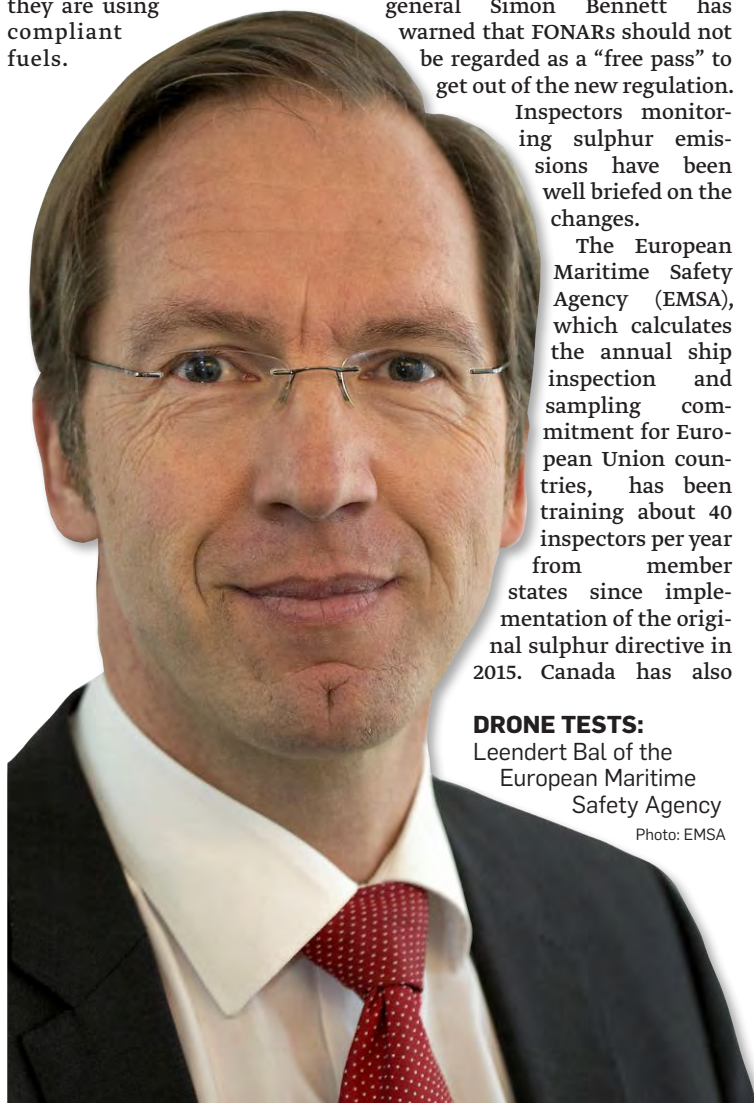 they are using
compliant
fuels.
general Simon Bennett has
warned that FONARs should not
be regarded as a “free pass” to
get out of the new regulation.
Inspectors monitor-
ing sulphur emis-
sions have been
well briefed on the
changes.
The European
Maritime Safety
Agency (EMSA),
which calculates
the annual ship
inspection and
sampling com-
mitment for Euro-
pean Union coun-
tries, has been
training about 40
inspectors per year
from member
states since imple-
mentation of the origi-
nal sulphur directive in
2015. Canada has also
DRONE TESTS:
Leendert Bal of the
European Maritime
Safety Agency
Photo: EMSA